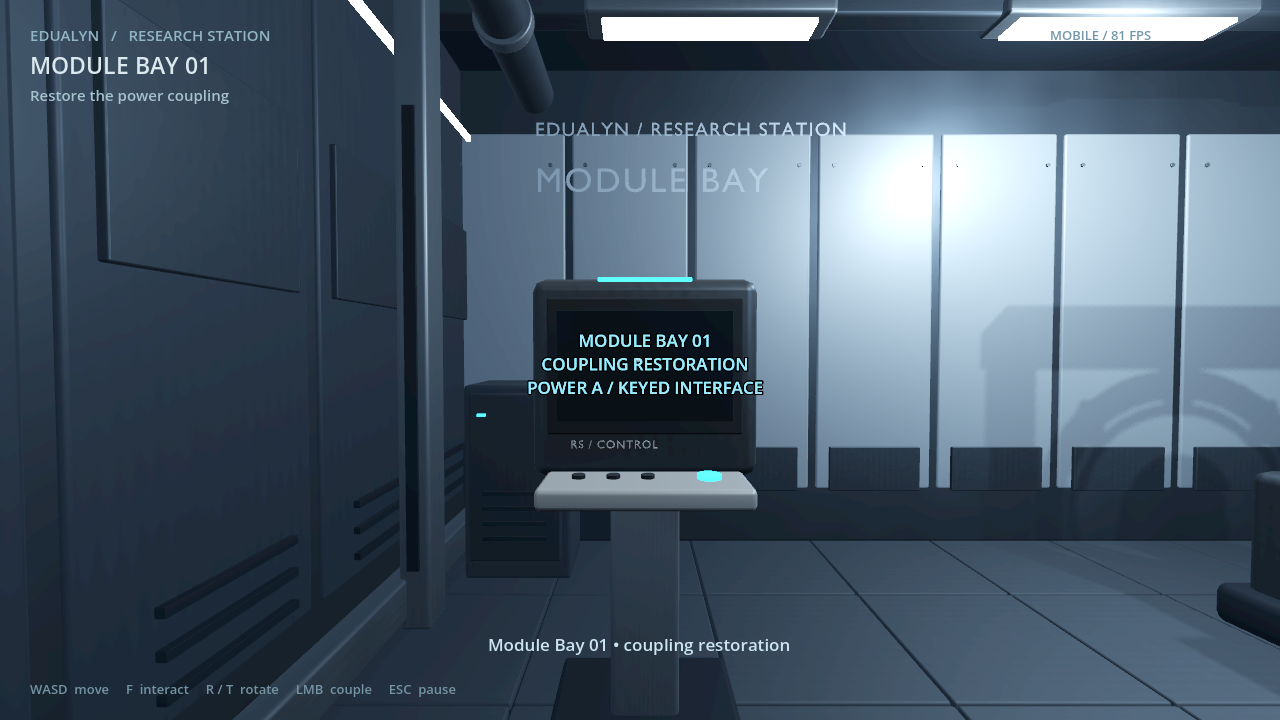 EDUALYN / RESEARCH STATION
MODULE BAY 01
Restore the power coupling
MOBILE / 81 FPS
EDUALYN / RESEARCH STATION
MODULE BAY
MODULE BAY 01
COUPLING RESTORATION
POWER A / KEYED INTERFACE
RS / CONTROL
Module Bay 01 • coupling restoration
WASD move F interact R / T rotate LMB couple ESC pause